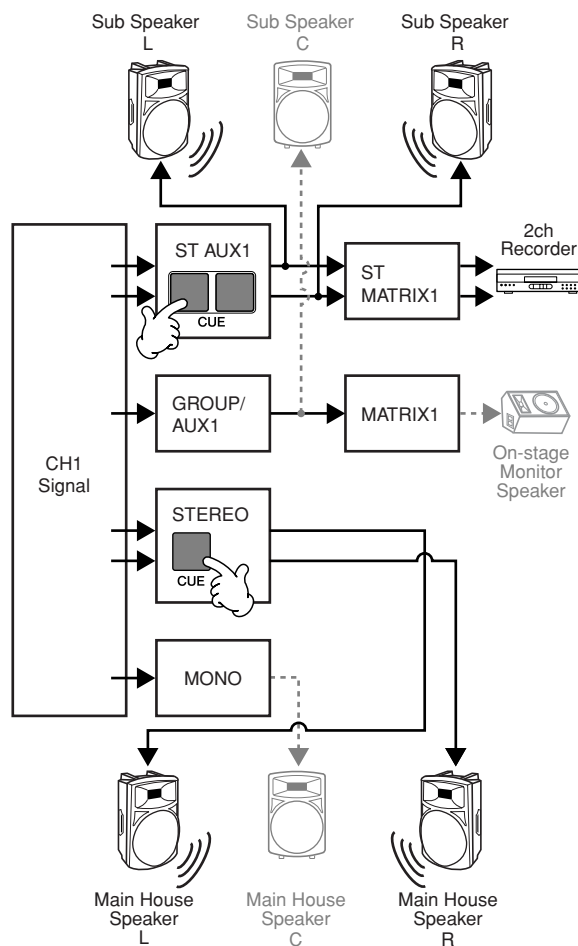 Sub Speaker
L
Sub Speaker
C
Sub Speaker
R
ST AUX1
CUE
ST
MATRIX1
2ch
Recorder
GROUP/
AUX1
MATRIX1
On-stage
Monitor
Speaker
CH1
Signal
STEREO
CUE
MONO
Main House
Speaker
L
Main House
Speaker
C
Main House
Speaker
R